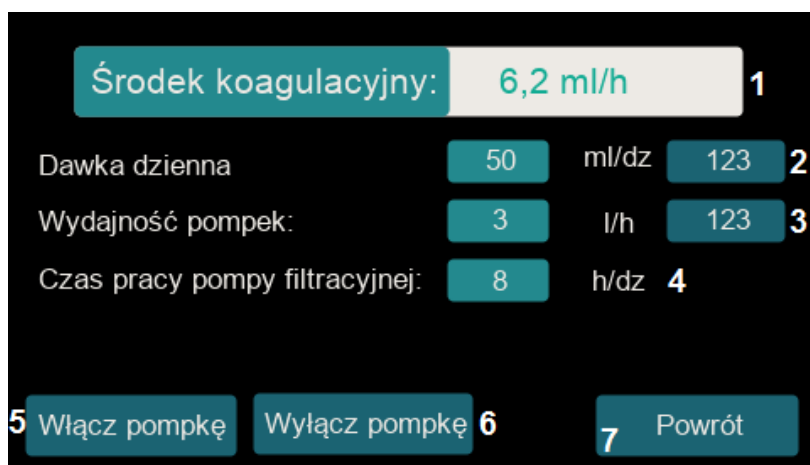 Środek koagulacyjny: 6,2 ml/h 1
Dawka dzienna 50 ml/dz 123 2
Wydajność pompek: 3 l/h 123 3
Czas pracy pompy filtracyjnej: 8 h/dz 4
5 Włącz pompkę Wyłącz pompkę 6 7 Powrót